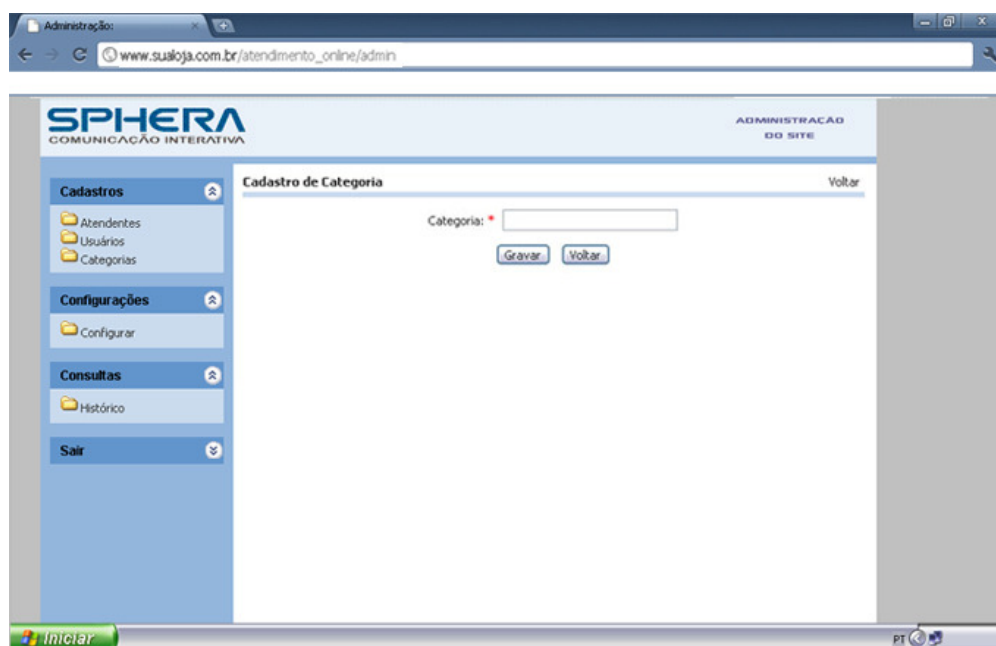 Administração:
www.sualoja.com.br/atendimento_online/admin
SPHERA
COMUNICAÇÃO INTERATIVA
ADMINISTRAÇÃO
DO SITE
Cadastros
Atendentes
Usuários
Categorias
Configurações
Configurar
Consultas
Histórico
Sair
Cadastro de Categoria
Voltar
Categoria: *
Gravar Voltar
Iniciar
PT